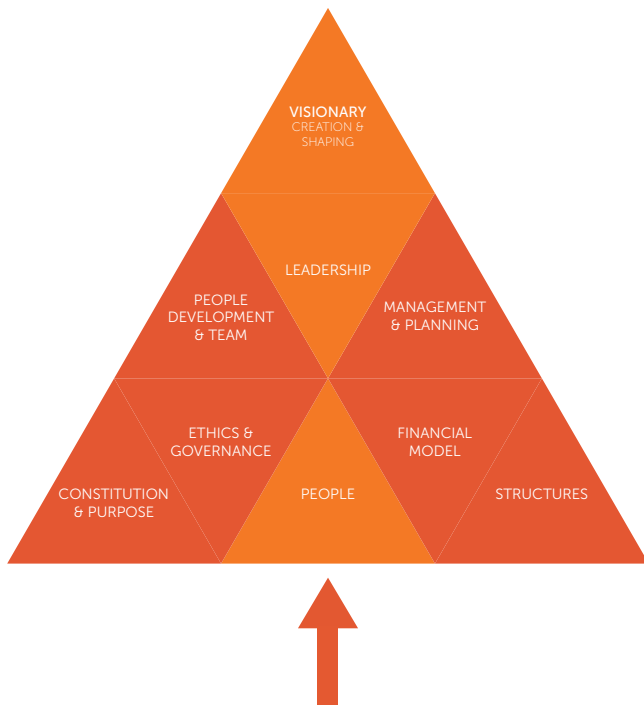 VISIONARY
CREATION &
SHAPING
LEADERSHIP
PEOPLE
DEVELOPMENT
& TEAM
MANAGEMENT
& PLANNING
ETHICS &
GOVERNANCE
FINANCIAL
MODEL
CONSTITUTION
& PURPOSE
PEOPLE
STRUCTURES